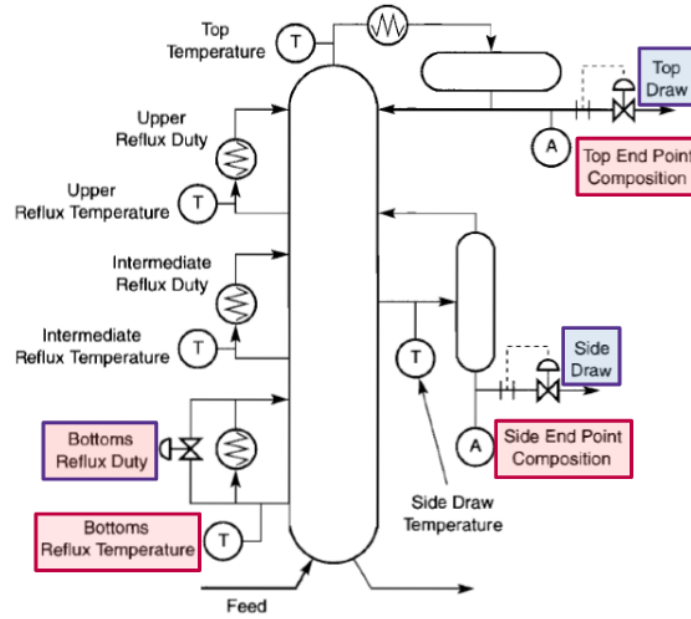 Top
Temperature
T
Top
Draw
Upper
Reflux Duty
A
Top End Point
Composition
Upper
Reflux Temperature
T
Intermediate
Reflux Duty
Intermediate
Reflux Temperature
T
T
Side
Draw
Bottoms
Reflux Duty
A
Side End Point
Composition
Side Draw
Temperature
Bottoms
Reflux Temperature
T
Feed